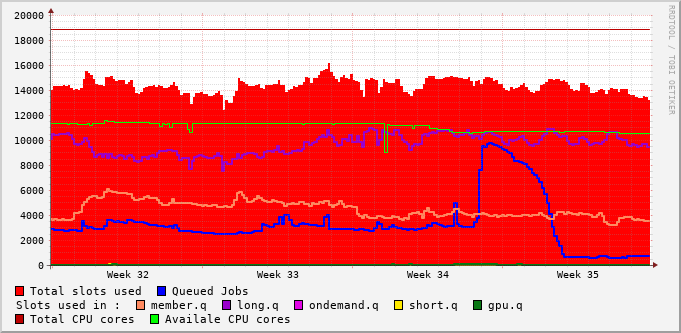 RRDTOOL / TOBI OETIKER
20000
18000
16000
14000
12000
10000
8000
6000
4000
2000
0
Week 32 Week 33 Week 34 Week 35
Total slots used Queued Jobs
Slots used in : member.q long.q ondemand.q short.q gpu.q
Total CPU cores Availale CPU cores